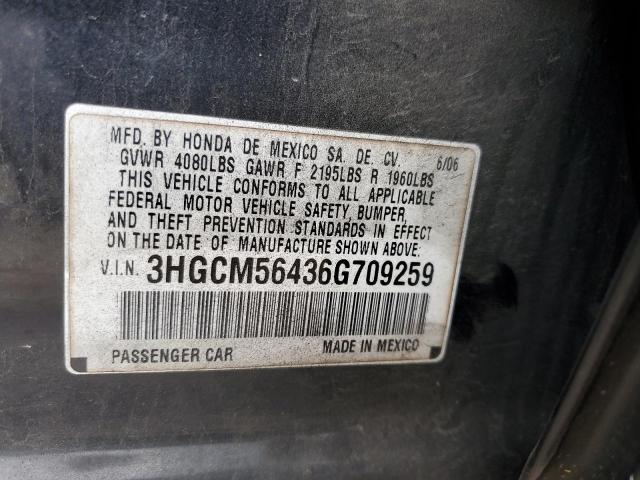 MFD. BY HONDA DE MEXICO SA. DE. CV. 6/06
GVWR 4080LBS GAWR F 2195LBS R 1960LBS
THIS VEHICLE CONFORMS TO ALL APPLICABLE
FEDERAL MOTOR VEHICLE SAFETY, BUMPER,
AND THEFT PREVENTION STANDARDS IN EFFECT
ON THE DATE OF MANUFACTURE SHOWN ABOVE.
V.I.N. 3HGCM56436G709259
PASSENGER CAR MADE IN MEXICO